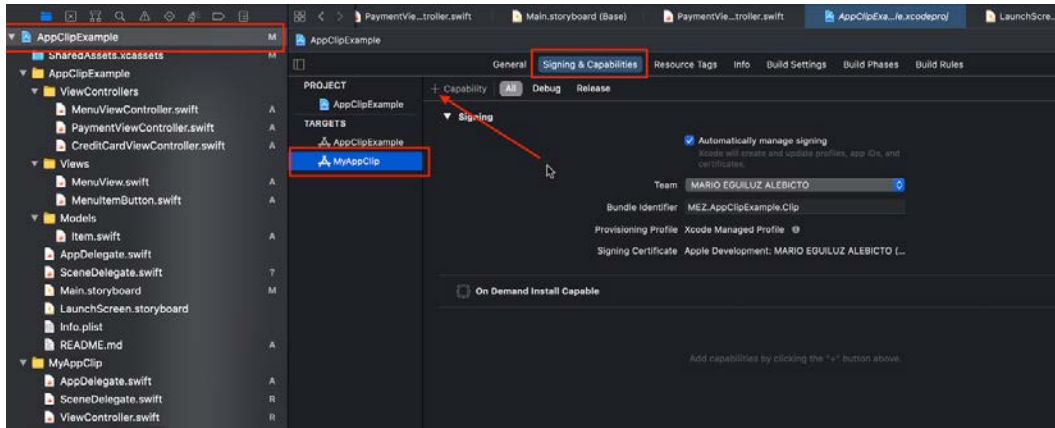 PaymentVie...troller.swift
Main.storyboard (Base)
PaymentVie...troller.swift
AppClipExa...le.xcodeproj
LaunchScre...
AppClipExample M
AppClipExample
SharedAssets.xcassets M
General Signing & Capabilities Resource Tags Info Build Settings Build Phases Build Rules
AppClipExample
ViewControllers
MenuViewController.swift A
PaymentViewController.swift A
CreditCardViewController.swift A
Views
MenuView.swift A
MenuItemButton.swift A
Models
Item.swift A
AppDelegate.swift
SceneDelegate.swift ?
Main.storyboard M
LaunchScreen.storyboard
Info.plist
README.md A
MyAppClip
AppDelegate.swift A
SceneDelegate.swift R
ViewController.swift R
PROJECT
AppClipExample
TARGETS
AppClipExample
MyAppClip
+ Capability All Debug Release
Signing
Automatically manage signing
Xcode will create and update profiles, app IDs, and
certificates.
Team MARIO EGUILUZ ALEBICTO
Bundle Identifier MEZ.AppClipExample.Clip
Provisioning Profile Xcode Managed Profile
Signing Certificate Apple Development: MARIO EGUILUZ ALEBICTO (...
On Demand Install Capable
Add capabilities by clicking the "+" button above.